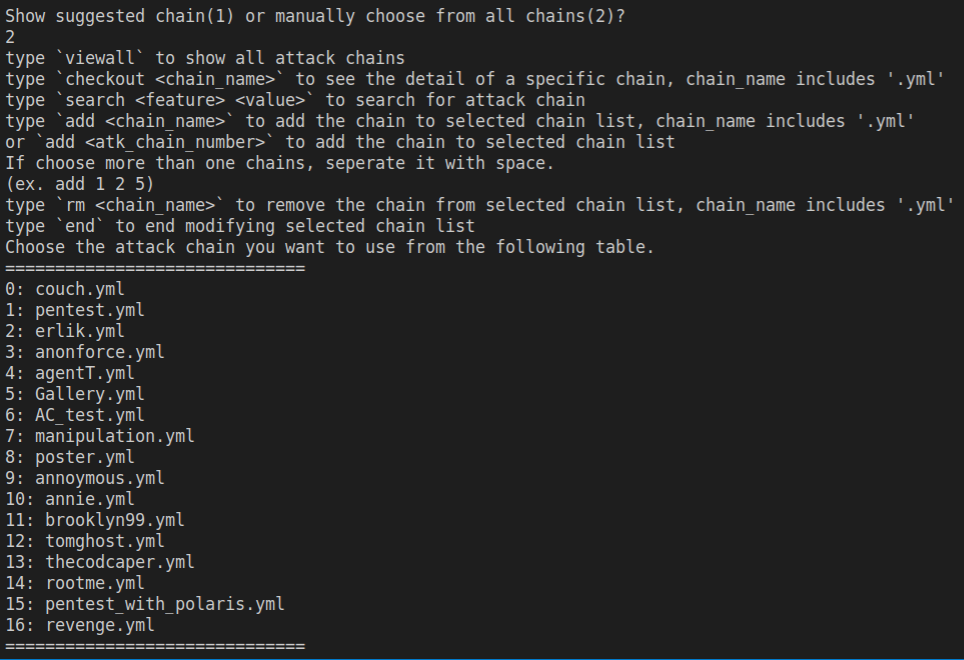 Show suggested chain(1) or manually choose from all chains(2)?
2
type `viewall` to show all attack chains
type `checkout <chain_name>` to see the detail of a specific chain, chain_name includes '.yml'
type `search <feature> <value>` to search for attack chain
type `add <chain_name>` to add the chain to selected chain list, chain_name includes '.yml'
or `add <atk_chain_number>` to add the chain to selected chain list
If choose more than one chains, seperate it with space.
(ex. add 1 2 5)
type `rm <chain_name>` to remove the chain from selected chain list, chain_name includes '.yml'
type `end` to end modifying selected chain list
Choose the attack chain you want to use from the following table.
==============================
0: couch.yml
1: pentest.yml
2: erlik.yml
3: anonforce.yml
4: agentT.yml
5: Gallery.yml
6: AC_test.yml
7: manipulation.yml
8: poster.yml
9: annoymous.yml
10: annie.yml
11: brooklyn99.yml
12: tomghost.yml
13: thecodcaper.yml
14: rootme.yml
15: pentest_with_polaris.yml
16: revenge.yml
==============================